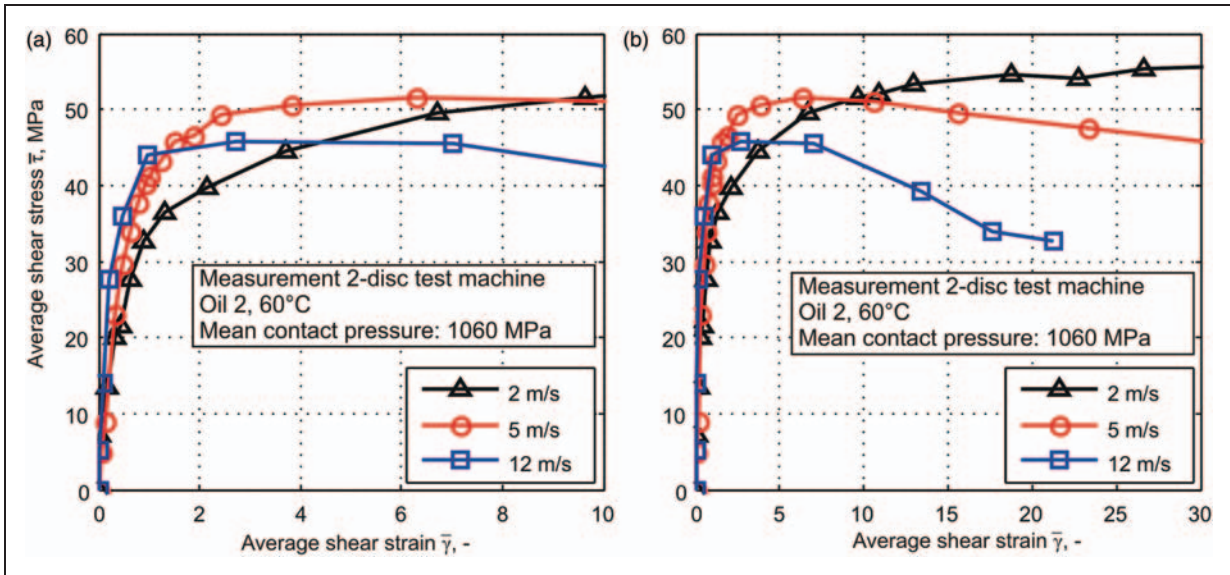 (a)
60
50
40
30
20
10
0
Average shear stress τ̅, MPa
Measurement 2-disc test machine
Oil 2, 60°C
Mean contact pressure: 1060 MPa
2 m/s
5 m/s
12 m/s
0 2 4 6 8 10
Average shear strain γ̅, -
(b)
60
50
40
30
20
10
0
Measurement 2-disc test machine
Oil 2, 60°C
Mean contact pressure: 1060 MPa
2 m/s
5 m/s
12 m/s
0 5 10 15 20 25 30
Average shear strain γ̅, -